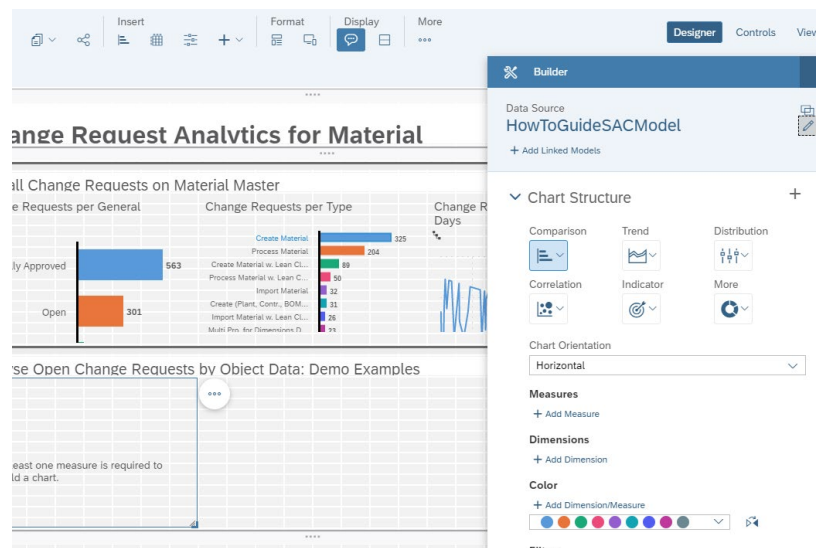 Insert
Format
Display
More
Designer
Controls
View
Builder
Data Source
HowToGuideSACModel
+ Add Linked Models
ange Request Analytics for Material
all Change Requests on Material Master
e Requests per General
Change Requests per Type
Change R
Days
ly Approved
563
Open
301
Create Material
325
Process Material
204
Create Material w. Lean Cl...
89
Process Material w. Lean C...
50
Import Material
32
Create (Plant, Contr., BOM...
31
Import Material w. Lean Cl...
26
Multi Pro. for Dimensions D...
23
rse Open Change Requests by Object Data: Demo Examples
east one measure is required to
ld a chart.
Chart Structure
Comparison
Trend
Distribution
Correlation
Indicator
More
Chart Orientation
Horizontal
Measures
+ Add Measure
Dimensions
+ Add Dimension
Color
+ Add Dimension/Measure